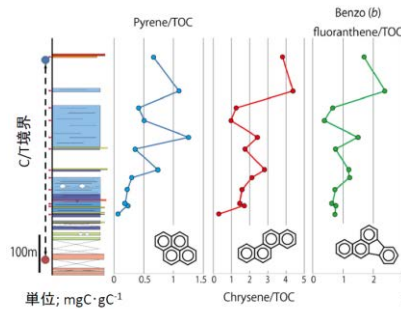 Pyrene/TOC
Benzo (b)
fluoranthene/TOC
C/T境界
100m
0 0.5 1 1.5
0 1 2 3 4 5
0 1 2
単位; mgC·gC⁻¹
Chrysene/TOC